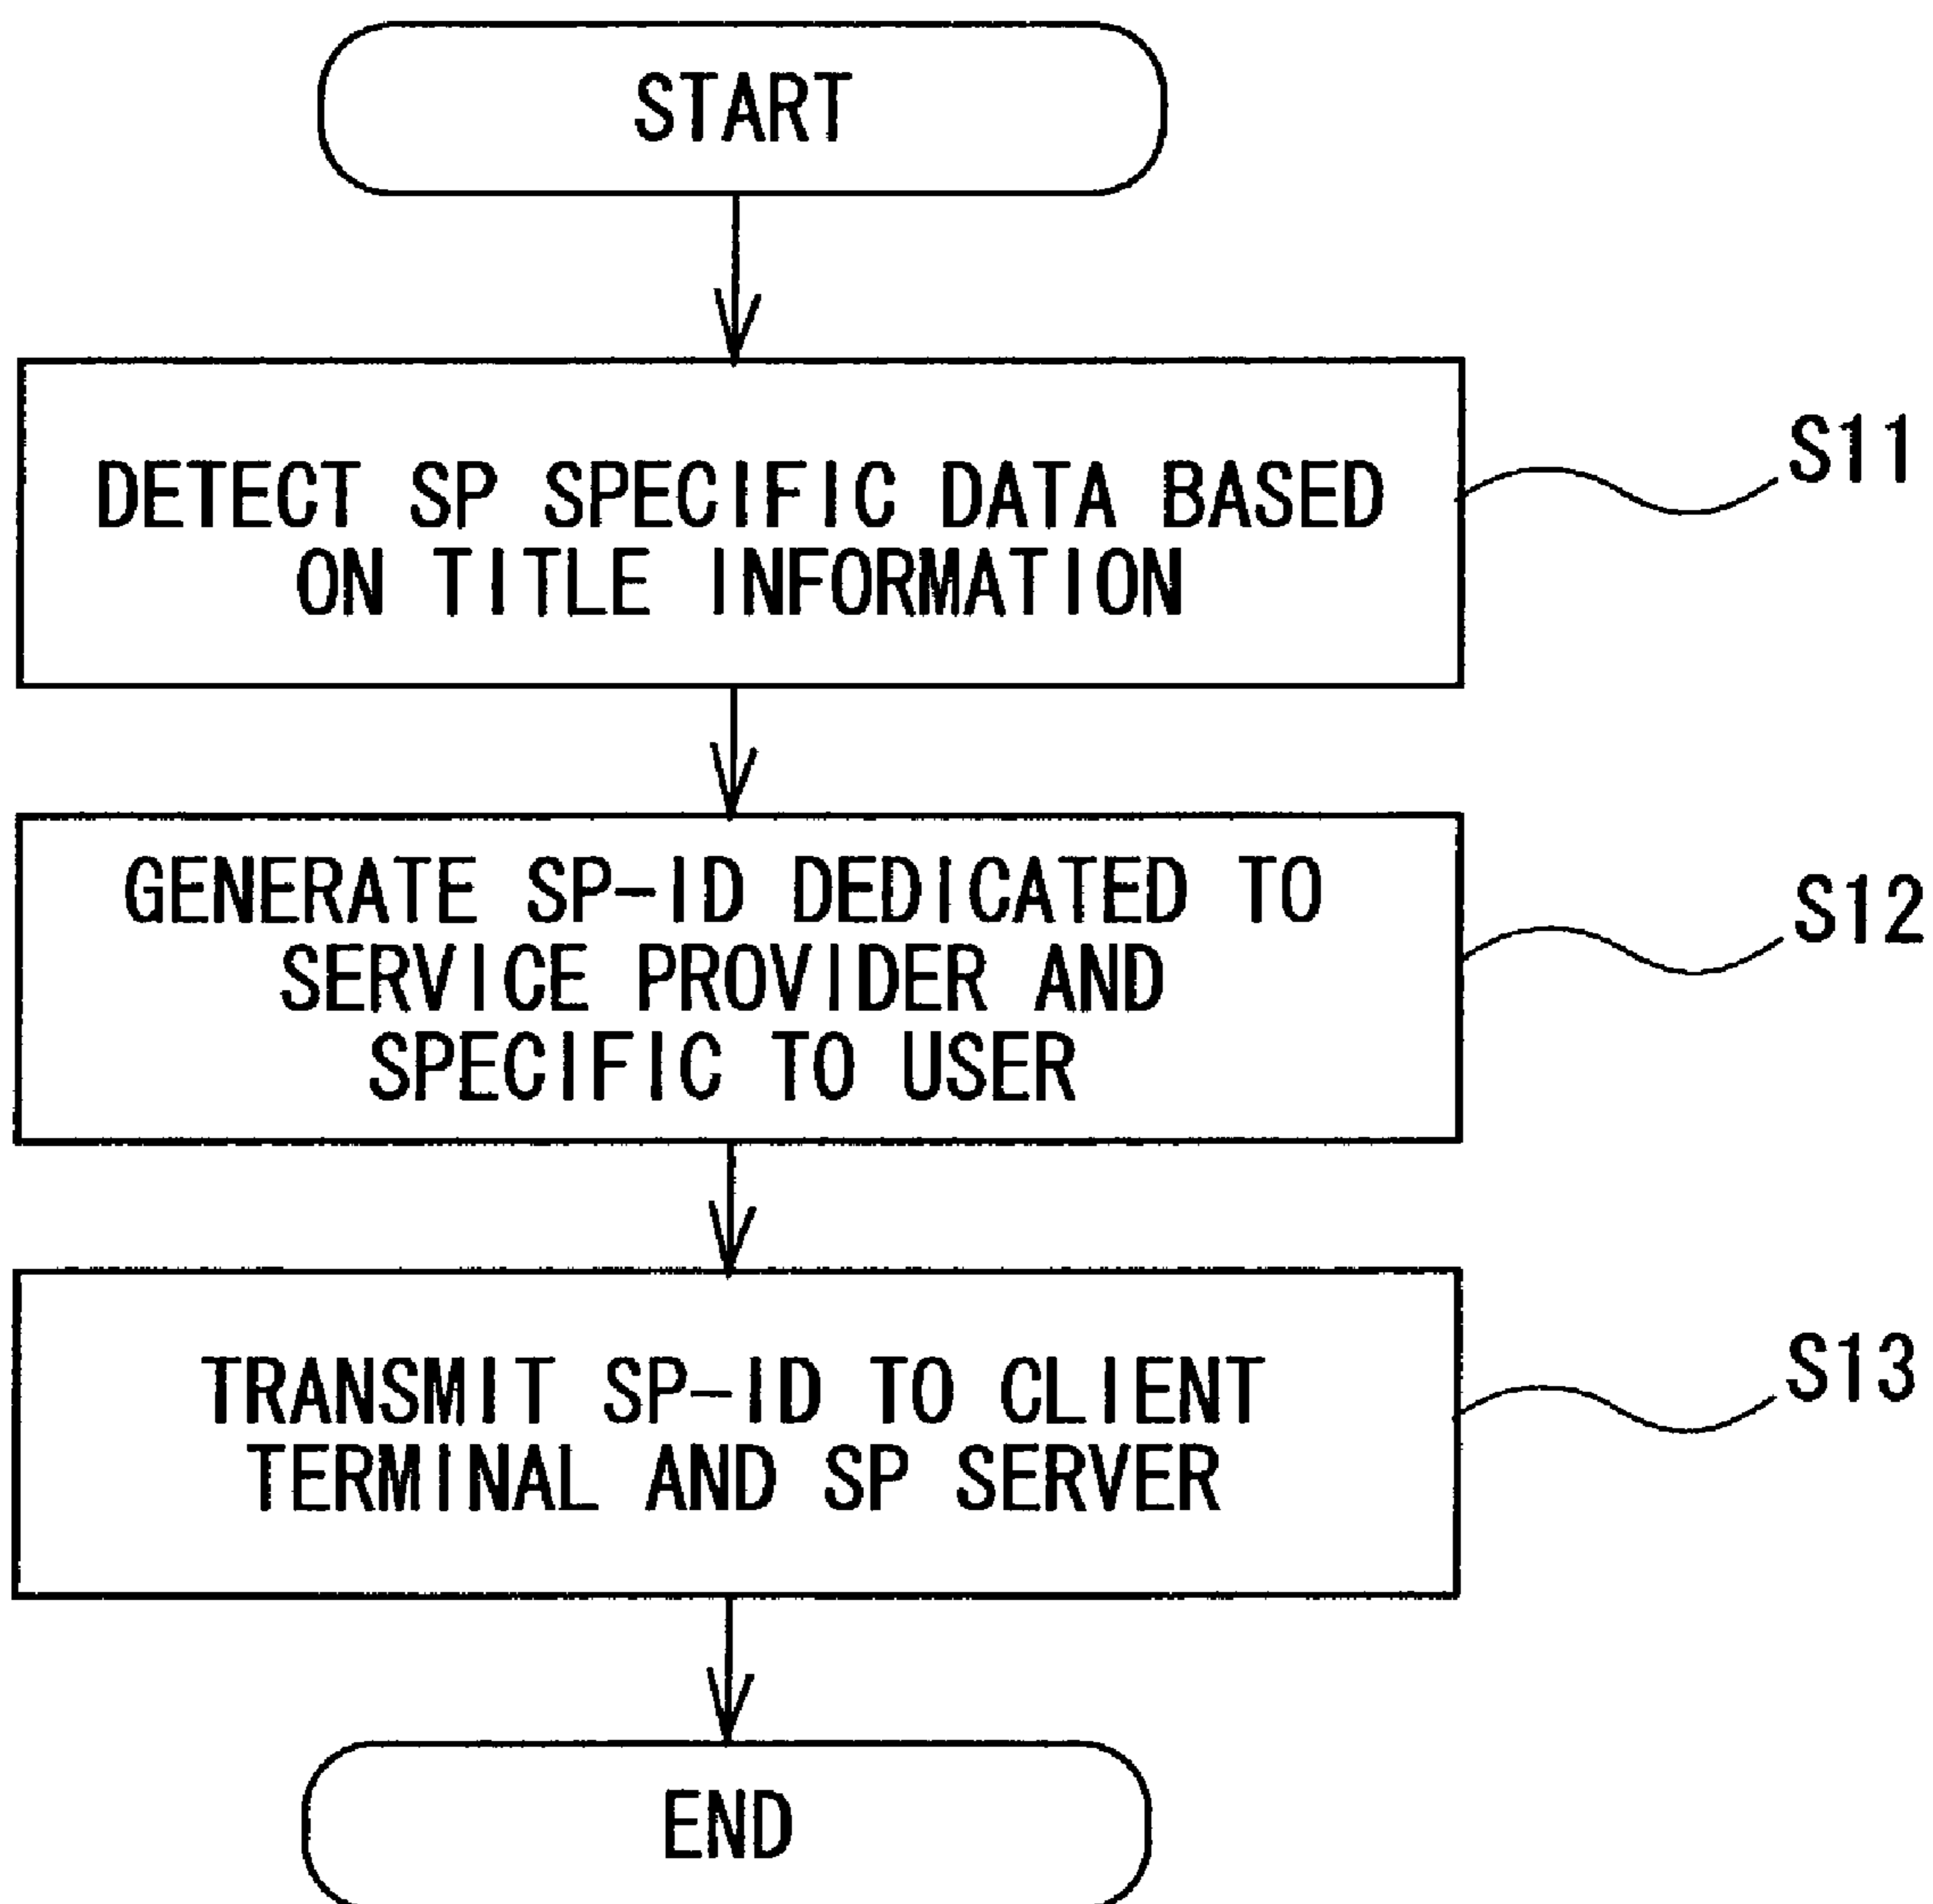 START
DETECT SP SPECIFIC DATA BASED
ON TITLE INFORMATION
S11
GENERATE SP-ID DEDICATED TO
SERVICE PROVIDER AND
SPECIFIC TO USER
S12
TRANSMIT SP-ID TO CLIENT
TERMINAL AND SP SERVER
S13
END